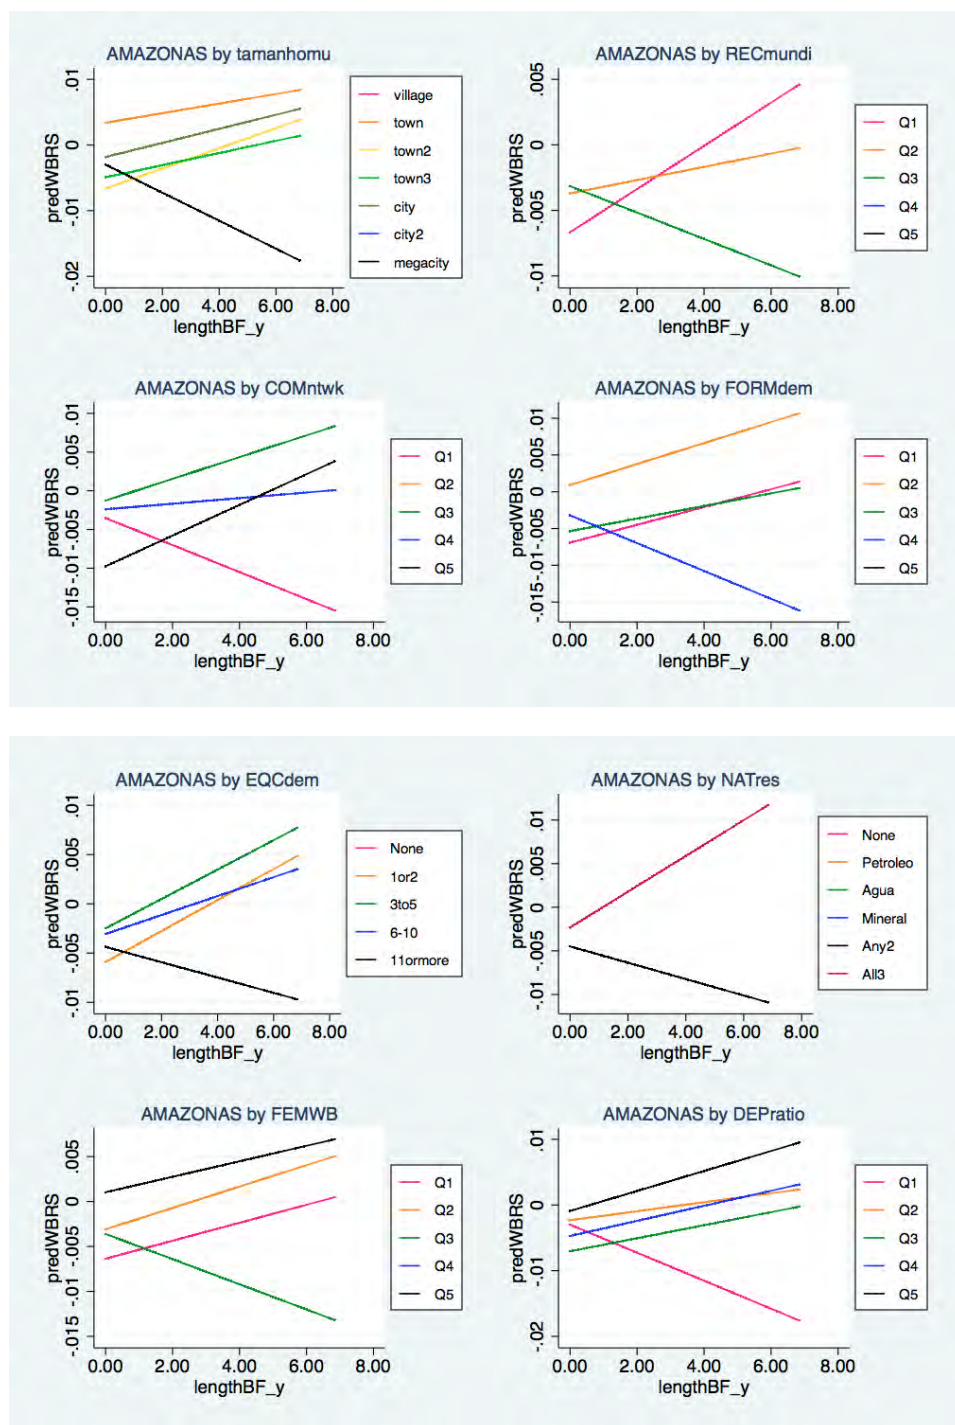 AMAZONAS by tamanhomu
predWBRS
.01
0
-.01
-.02
0.00 2.00 4.00 6.00 8.00
lengthBF_y
village
town
town2
town3
city
city2
megacity
AMAZONAS by RECmundi
predWBRS
.005
0
-.005
-.01
0.00 2.00 4.00 6.00 8.00
lengthBF_y
Q1
Q2
Q3
Q4
Q5
AMAZONAS by COMntwk
predWBRS
.01
.005
0
-.005
-.01
-.015
0.00 2.00 4.00 6.00 8.00
lengthBF_y
Q1
Q2
Q3
Q4
Q5
AMAZONAS by FORMdem
predWBRS
.01
.005
0
-.005
-.01
-.015
0.00 2.00 4.00 6.00 8.00
lengthBF_y
Q1
Q2
Q3
Q4
Q5
AMAZONAS by EQCdem
predWBRS
.01
.005
0
-.005
-.01
0.00 2.00 4.00 6.00 8.00
lengthBF_y
None
1or2
3to5
6-10
11ormore
AMAZONAS by NATres
predWBRS
.01
.005
0
-.005
-.01
0.00 2.00 4.00 6.00 8.00
lengthBF_y
None
Petroleo
Agua
Mineral
Any2
All3
AMAZONAS by FEMWB
predWBRS
.005
0
-.005
-.01
-.015
0.00 2.00 4.00 6.00 8.00
lengthBF_y
Q1
Q2
Q3
Q4
Q5
AMAZONAS by DEPratio
predWBRS
.01
0
-.01
-.02
0.00 2.00 4.00 6.00 8.00
lengthBF_y
Q1
Q2
Q3
Q4
Q5